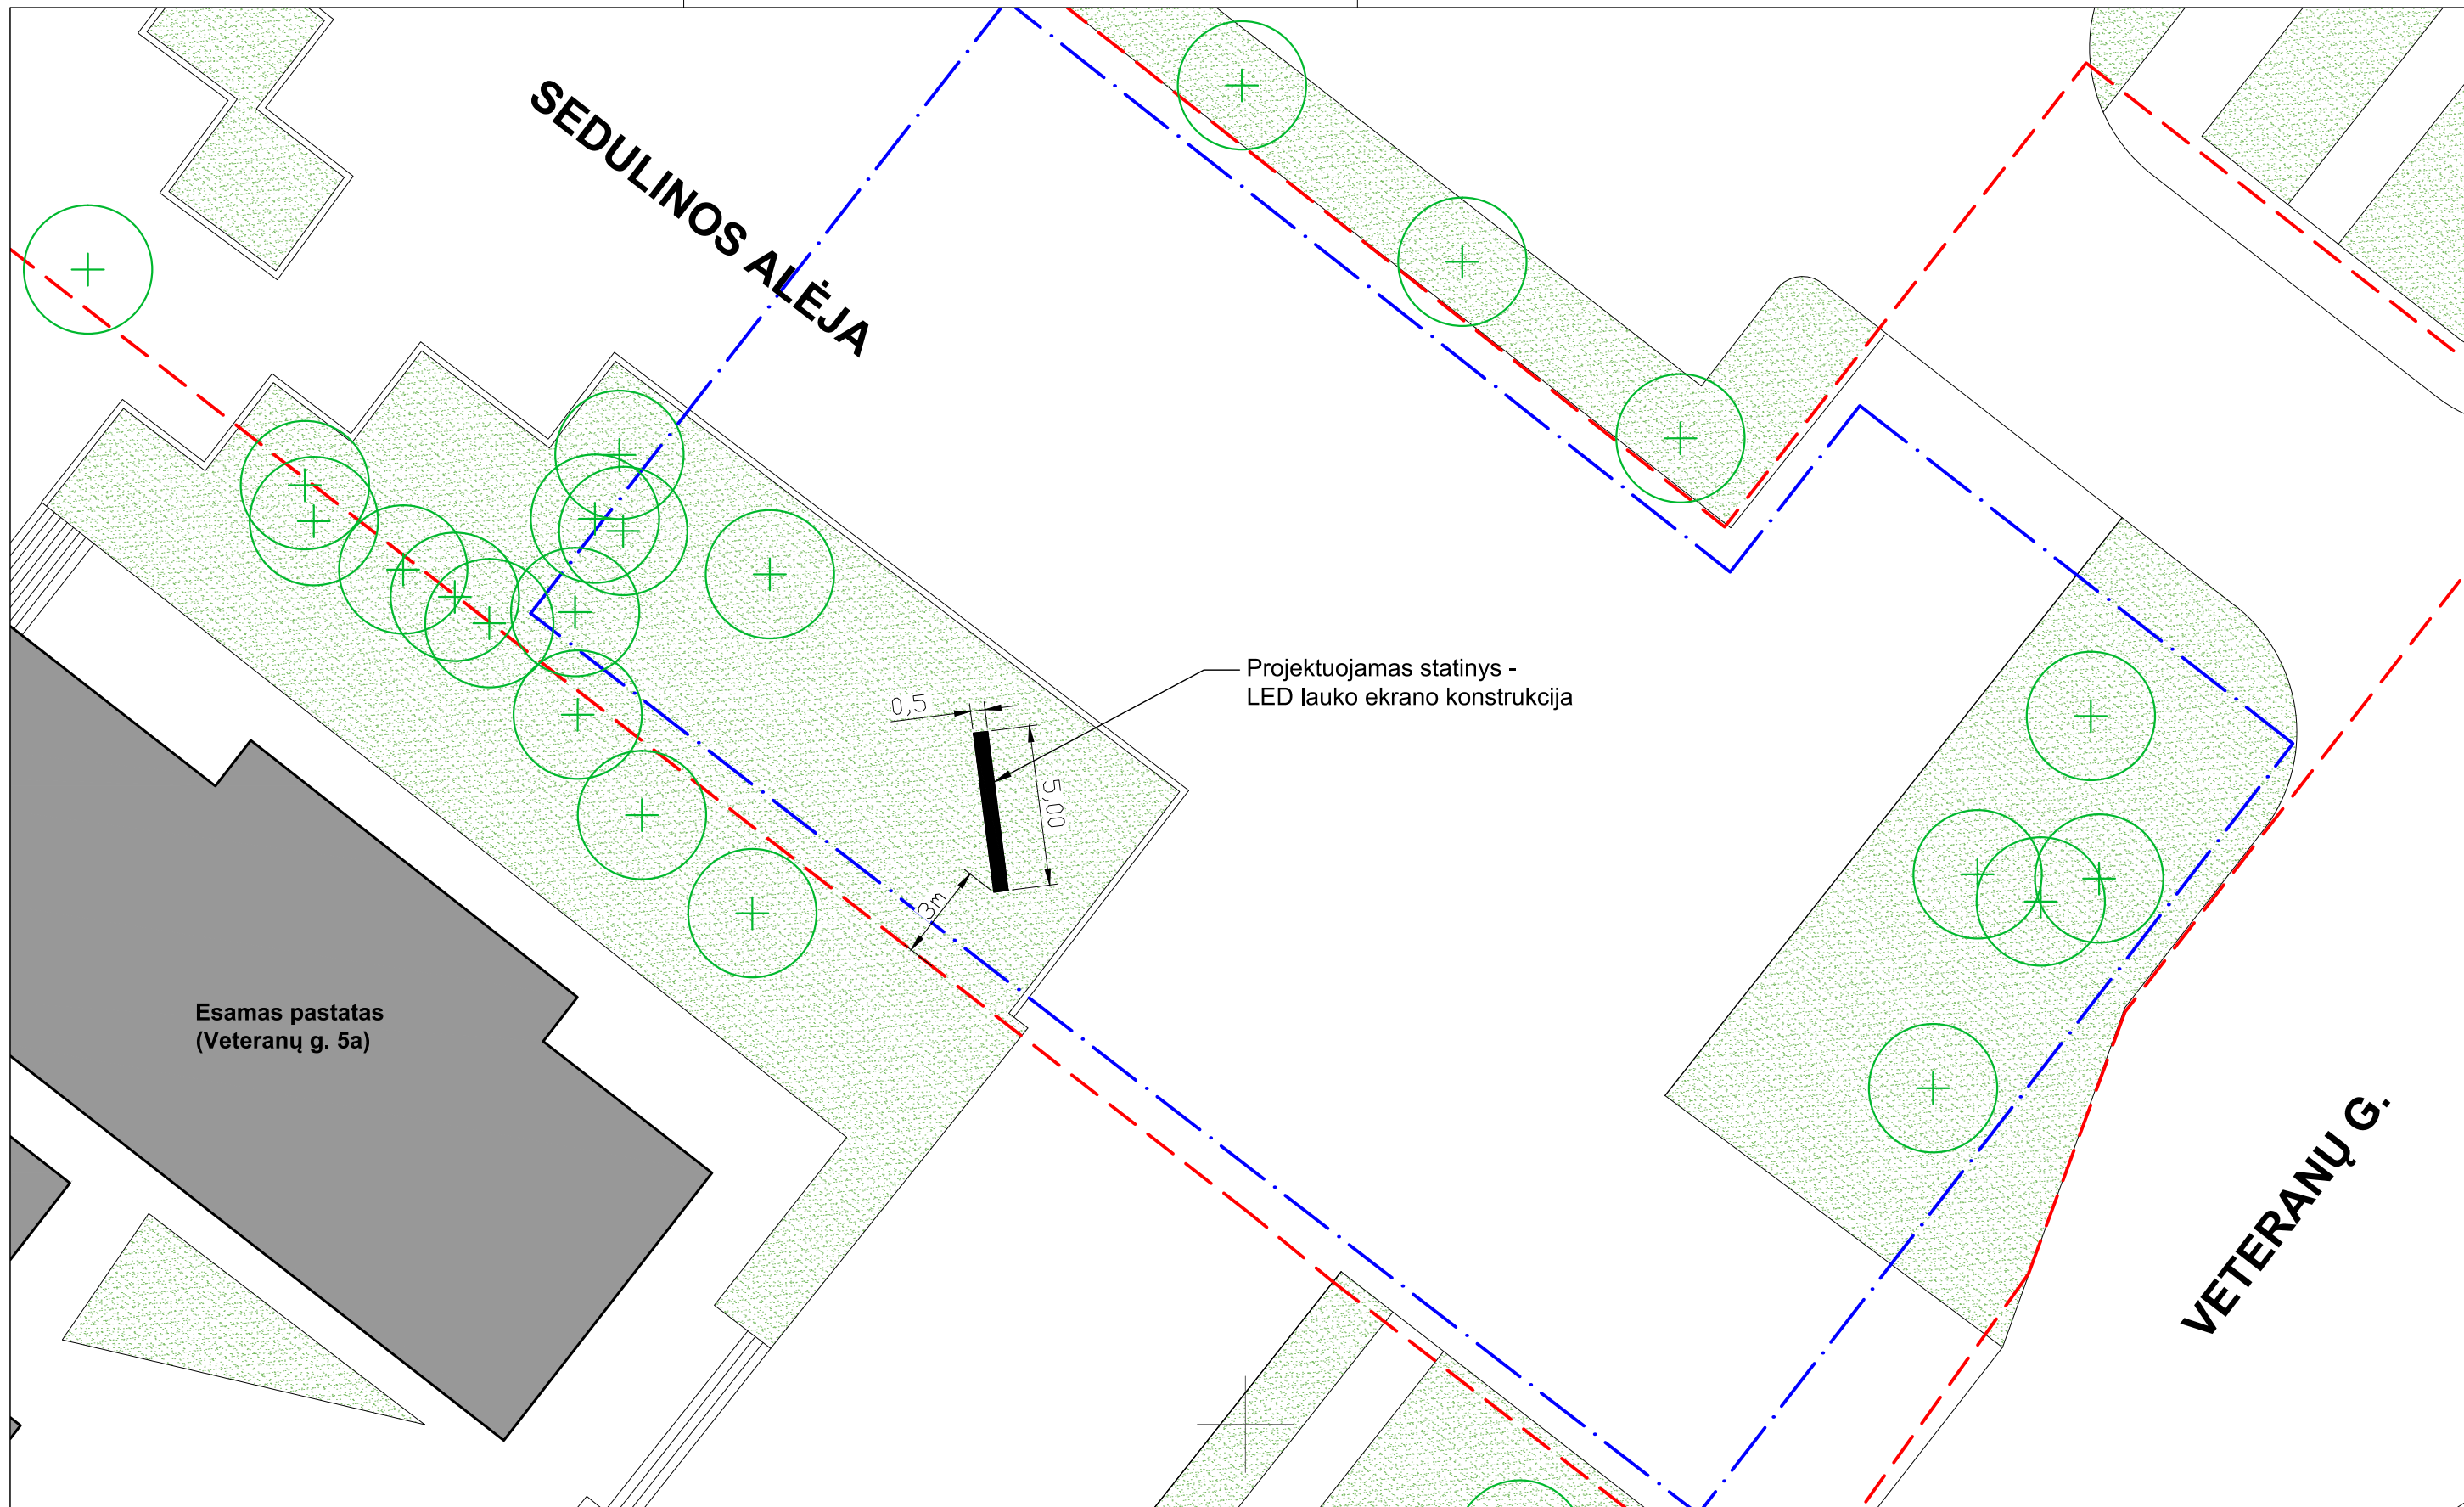 SEDULINOS ALĖJA
Projektuojamas statinys -
LED lauko ekrano konstrukcija
0,5
5,00
3m
Esamas pastatas
(Veteranų g. 5a)
VETERANŲ G.